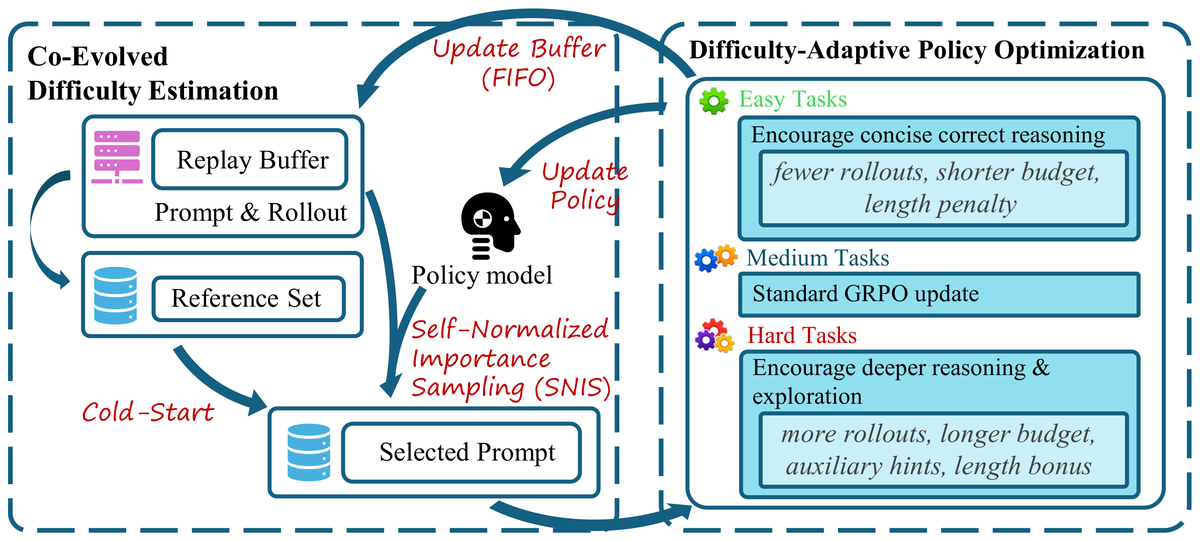 Co-Evolved
Difficulty Estimation
Update Buffer
(FIFO)
Replay Buffer
Prompt & Rollout
Update
Policy
Reference Set
Policy model
Self-Normalized
Importance
Sampling (SNIS)
Cold-Start
Selected Prompt
Difficulty-Adaptive Policy Optimization
Easy Tasks
Encourage concise correct reasoning
fewer rollouts, shorter budget,
length penalty
Medium Tasks
Standard GRPO update
Hard Tasks
Encourage deeper reasoning &
exploration
more rollouts, longer budget,
auxiliary hints, length bonus